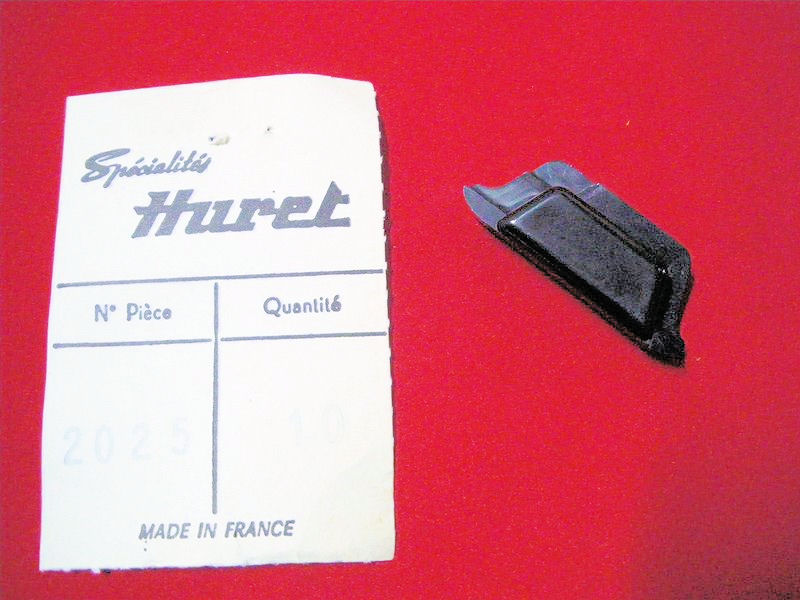 Spécialités
Huret
N° Pièce
Quantité
2025
10
MADE IN FRANCE